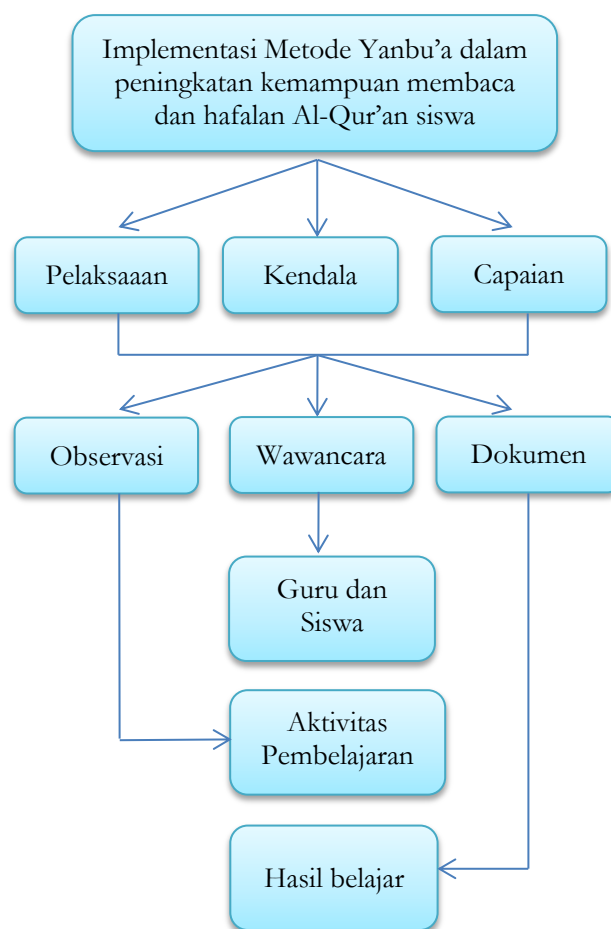 Implementasi Metode Yanbu’a dalam
peningkatan kemampuan membaca
dan hafalan Al-Qur’an siswa
Pelaksaaan
Kendala
Capaian
Observasi
Wawancara
Dokumen
Guru dan
Siswa
Aktivitas
Pembelajaran
Hasil belajar